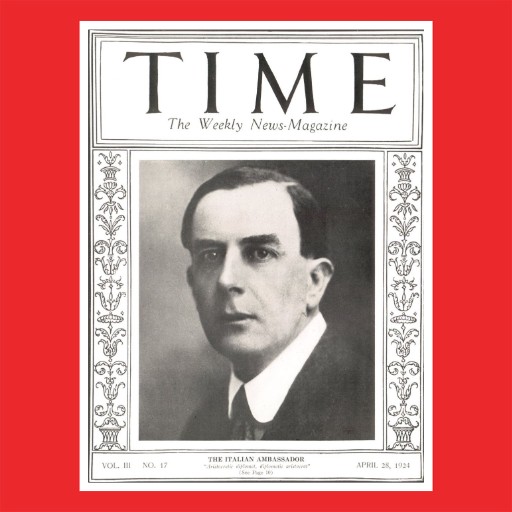 TIME
The Weekly News-Magazine
THE ITALIAN AMBASSADOR
"Aristocratic diplomat, diplomatic aristocrat"
(See Page 10)
VOL. III NO. 17
APRIL 28, 1924